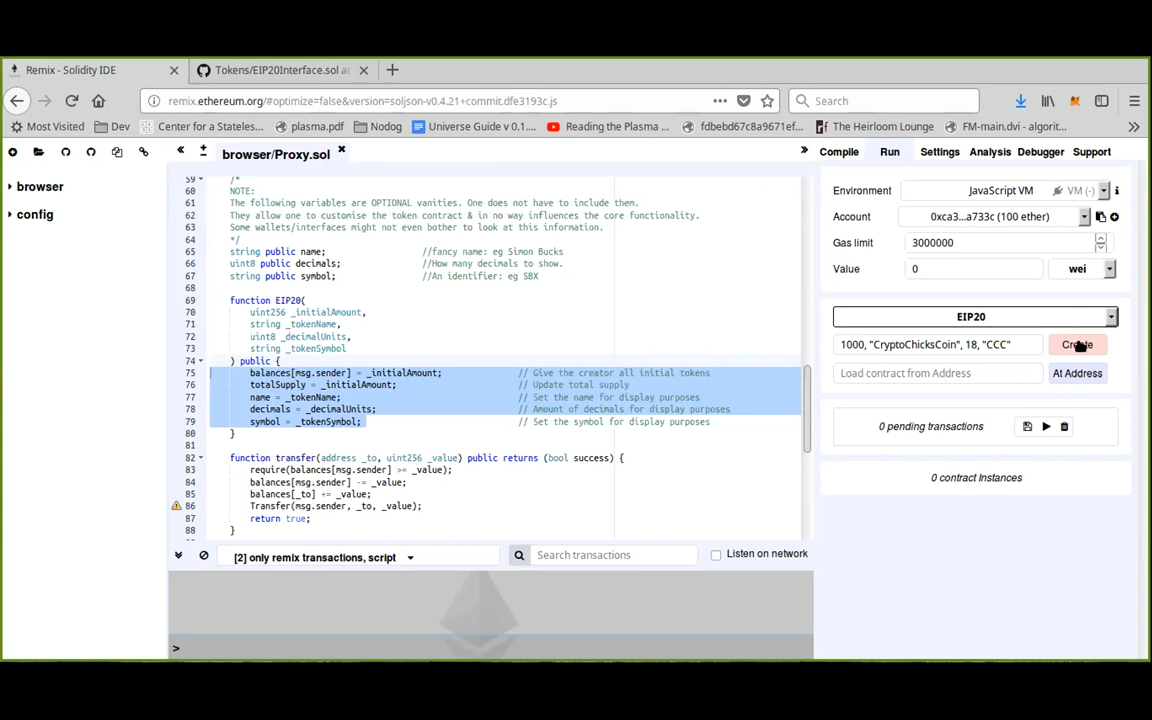 Remix - Solidity IDE
Tokens/EIP20Interface.sol at
remix.ethereum.org/#optimize=false&version=soljson-v0.4.21+commit.dfe3193c.js
Search
Most Visited
Dev
Center for a Stateles...
plasma.pdf
Nodog
Universe Guide v 0.1....
Reading the Plasma ...
fdbebd67c8a9671ef...
The Heirloom Lounge
FM-main.dvi - algorit...
browser/Proxy.sol
Compile
Run
Settings
Analysis
Debugger
Support
browser
config
59 /*
60 NOTE:
61 The following variables are OPTIONAL vanities. One does not have to include them.
62 They allow one to customise the token contract & in no way influences the core functionality.
63 Some wallets/interfaces might not even bother to look at this information.
64 */
65 string public name; //fancy name: eg Simon Bucks
66 uint8 public decimals; //How many decimals to show.
67 string public symbol; //An identifier: eg SBX
68
69 function EIP20(
70 uint256 _initialAmount,
71 string _tokenName,
72 uint8 _decimalUnits,
73 string _tokenSymbol
74 ) public {
75 balances[msg.sender] = _initialAmount; // Give the creator all initial tokens
76 totalSupply = _initialAmount; // Update total supply
77 name = _tokenName; // Set the name for display purposes
78 decimals = _decimalUnits; // Amount of decimals for display purposes
79 symbol = _tokenSymbol; // Set the symbol for display purposes
80 }
81
82 function transfer(address _to, uint256 _value) public returns (bool success) {
83 require(balances[msg.sender] >= _value);
84 balances[msg.sender] -= _value;
85 balances[_to] += _value;
86 Transfer(msg.sender, _to, _value);
87 return true;
88 }
Environment
JavaScript VM
VM (-)
Account
0xca3...a733c (100 ether)
Gas limit
3000000
Value
0
wei
EIP20
1000, "CryptoChicksCoin", 18, "CCC"
Create
Load contract from Address
At Address
0 pending transactions
0 contract Instances
[2] only remix transactions, script
Search transactions
Listen on network
>